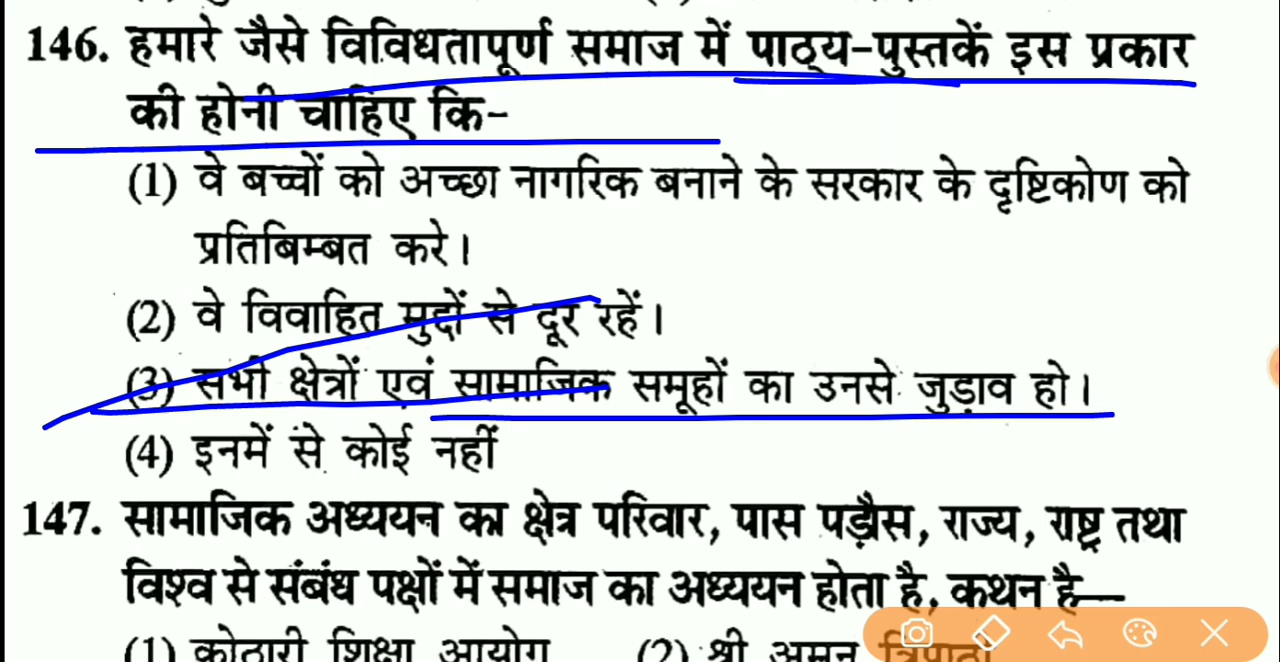 146. हमारे जैसे विविधतापूर्ण समाज में पाठ्य-पुस्तकें इस प्रकार
की होनी चाहिए कि-
(1) वे बच्चों को अच्छा नागरिक बनाने के सरकार के दृष्टिकोण को
प्रतिबिम्बत करे।
(2) वे विवाहित मुद्दों से दूर रहें।
(3) सभी क्षेत्रों एवं सामाजिक समूहों का उनसे जुड़ाव हो।
(4) इनमें से कोई नहीं
147. सामाजिक अध्ययन का क्षेत्र परिवार, पास पड़ौस, राज्य, राष्ट्र तथा
विश्व से संबंध पक्षों में समाज का अध्ययन होता है, कथन है—
(1) कोठारी शिक्षा आयोग (2) श्री